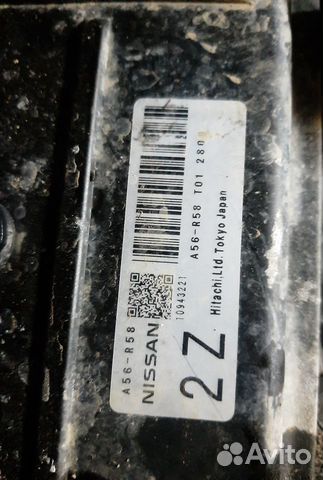 A56-R58 T01 280
Hitachi,Ltd.Tokyo Japan
A56-R58
NISSAN
10943221
2Z
Avito